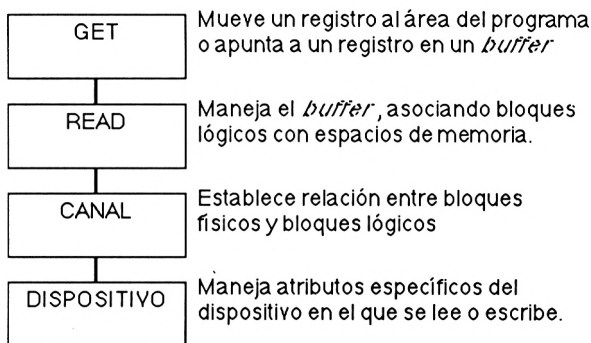 GET
Mueve un registro al área del programa
o apunta a un registro en un buffer
READ
Maneja el buffer, asociando bloques
lógicos con espacios de memoria.
CANAL
Establece relación entre bloques
físicos y bloques lógicos
DISPOSITIVO
Maneja atributos específicos del
dispositivo en el que se lee o escribe.